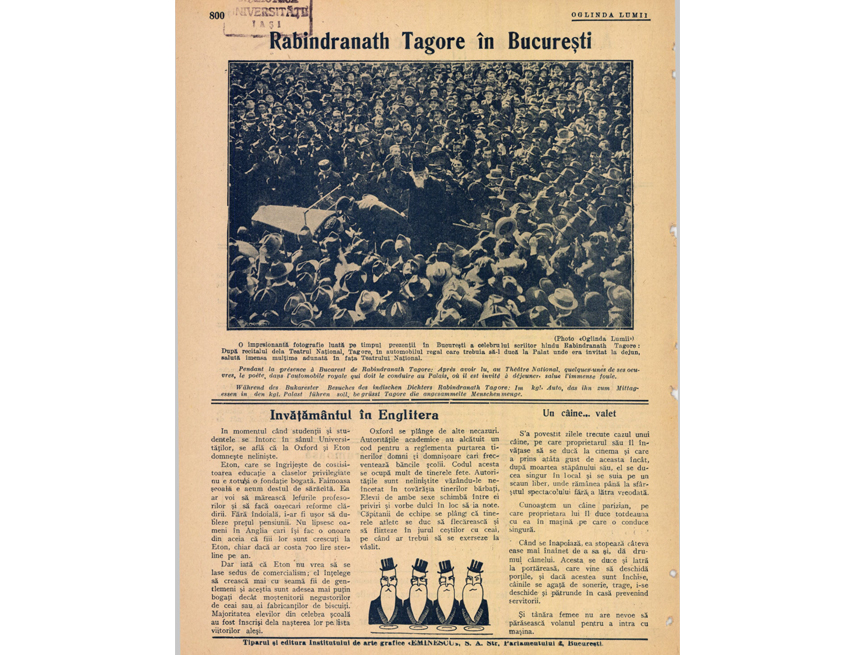 800
UNIVERSITĂȚII
IAȘI
OGLINDA LUMII
Rabindranath Tagore în București
(Photo «Oglinda Lumii»)
O impresionantă fotografie luată pe timpul prezenții în București a celebrului scriitor hindu Rabindranath Tagore:
După recitalul dela Teatrul Național, Tagore, în automobilul regal care trebuia să-l ducă la Palat unde era invitat la dejun,
salută imensa mulțime adunată în fața Teatrului Național.
Pendant la présence à Bucarest de Rabindranath Tagore: Après avoir lu, au Théâtre National, quelques-unes de ses oeu-
vres, le poète, dans l'automobile royale qui doit le conduire au Palais, où il est invité à déjeuner, salue l'immense foule.
Während des Bukarester Besuches des indischen Dichters Rabindranath Tagore: Im kgl. Auto, das ihn zum Mittag-
essen in den kgl. Palast führen soll, begrüsst Tagore die angesammelte Menschenmenge.
Invățământul în Englitera
In momentul când studenții și stu-
dentele se întorc în sânul Universi-
tăților, se află că la Oxford și Eton
domnește neliniște.
Eton, care se îngrijește de costisi-
toarea educație a claselor privilegiate
nu e totuși o fondație bogată. Faimoasa
școală e acum destul de sărăcită. Ea
ar voi să mărească lefurile profeso-
rilor și să facă oarecari reforme clă-
dirii. Fără îndoială, i-ar fi ușor să du-
bleze prețul pensiunii. Nu lipsesc oa-
meni în Anglia cari își fac o onoare
din aceia că fiii lor sunt crescuți la
Eton, chiar dacă ar costa 700 lire ster-
line pe an.
Dar iată că Eton nu vrea să se
lase sedus de comercialism; el înțelege
să crească mai cu seamă fii de gen-
tlemeni și aceștia sunt adesea mai puțin
bogați decât moștenitorii negustorilor
de ceai sau ai fabricanților de biscuiți.
Majoritatea elevilor din celebra școală
au fost înscriși dela nașterea lor pe lista
viitorilor aleși.
Oxford se plânge de alte necazuri.
Autoritățile academice au alcătuit un
cod pentru a reglementa purtarea ti-
nerilor domni și domnișoare cari frec-
ventează băncile școlii. Codul acesta
se ocupă mult de tinerele fete. Autori-
tățile sunt neliniștite văzându-le ne-
încetat în tovărășia tinerilor bărbați.
Elevii de ambe sexe schimbă între ei
priviri și vorbe dulci în loc să ia note.
Căpitanii de echipe se plâng că tine-
rele atlete se duc să flecărească și
să flirteze în jurul ceștilor cu ceai,
pe când ar trebui să se exerseze la
vâslit.
Un câine... valet
S'a povestit zilele trecute cazul unui
câine, pe care proprietarul său îl în-
vățase să se ducă la cinema și care
a prins atâta gust de aceasta încât,
după moartea stăpânului său, el se du-
cea singur în local și se suia pe un
scaun liber, unde rămânea până la sfâr-
șitul spectacolului fără a lătra vreodată.
Cunoaștem un câine parizian, pe
care proprietara lui îl duce totdeauna
cu ea în mașina pe care o conduce
singură.
Când se înapoiază, ea stopează câteva
case mai înainte de a sa și, dă dru-
mul câinelui. Acesta se duce și latră
la portăreasă, care vine să deschidă
porțile, și dacă acestea sunt închise,
câinile se agață de sonerie, trage, i-se
deschide și pătrunde în casă prevenind
servitorii.
Și tânăra femee nu are nevoe să
părăsească volanul pentru a intra cu
mașina.
Tiparul și editura Institutului de arte grafice «EMINESCU», S. A. Str. Parlamentului 2, București.